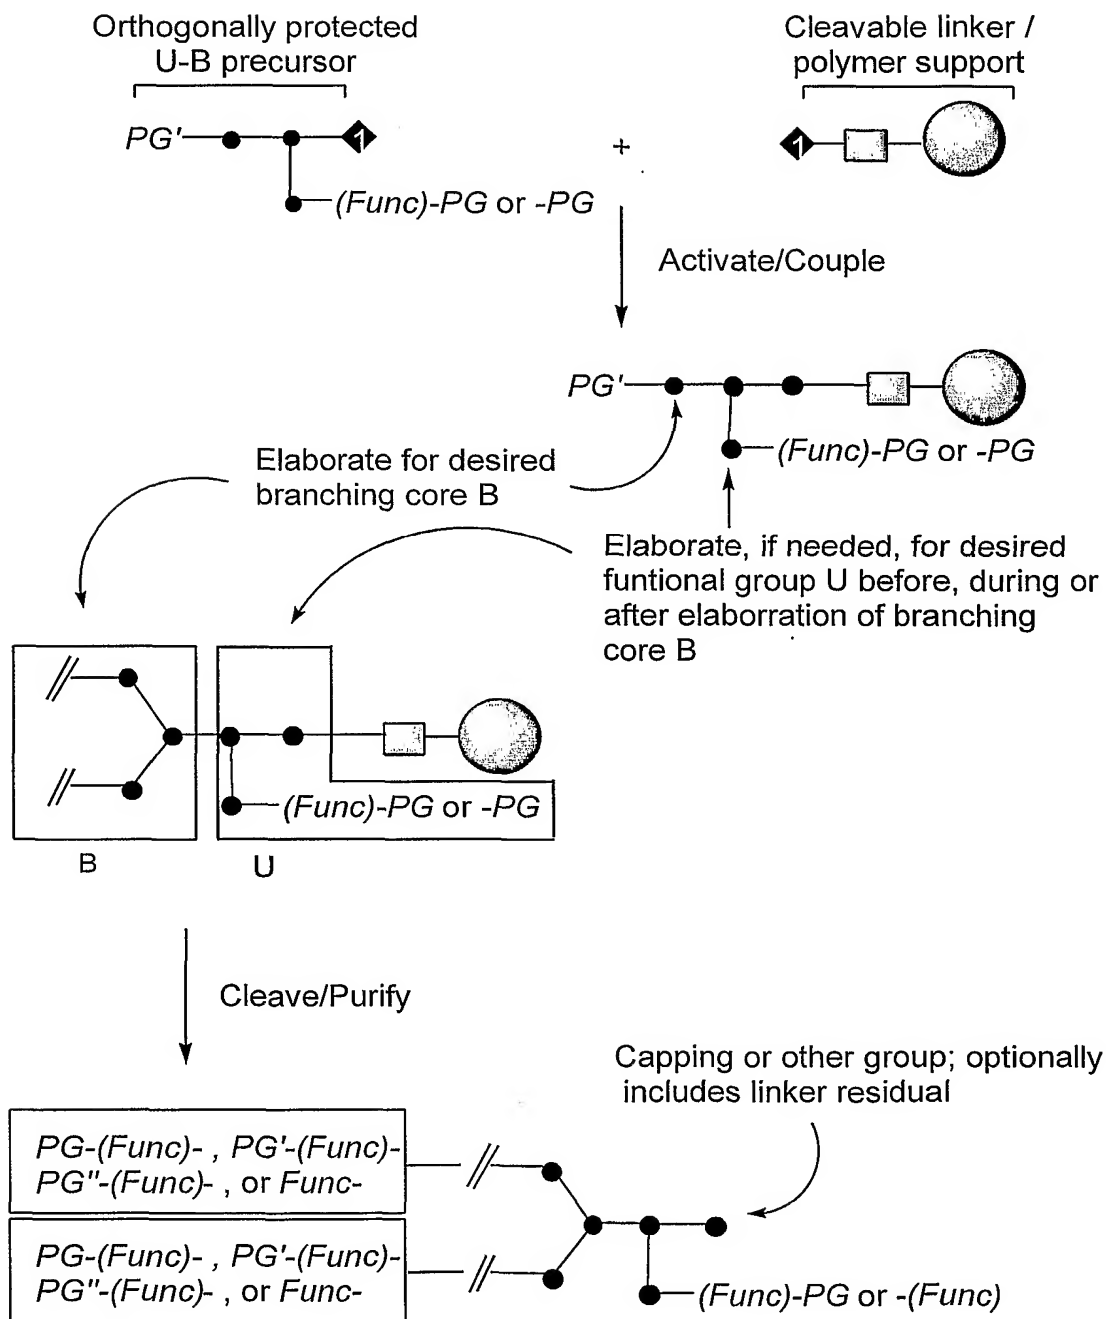 Orthogonally protected
U-B precursor
Cleavable linker /
polymer support
PG'
1
+
1
(Func)-PG or -PG
Activate/Couple
PG'
(Func)-PG or -PG
Elaborate for desired
branching core B
Elaborate, if needed, for desired
funtional group U before, during or
after elaborration of branching
core B
(Func)-PG or -PG
B
U
Cleave/Purify
Capping or other group; optionally
includes linker residual
PG-(Func)- , PG'-(Func)-
PG"-(Func)- , or Func-
PG-(Func)- , PG'-(Func)-
PG"-(Func)- , or Func-
(Func)-PG or -(Func)